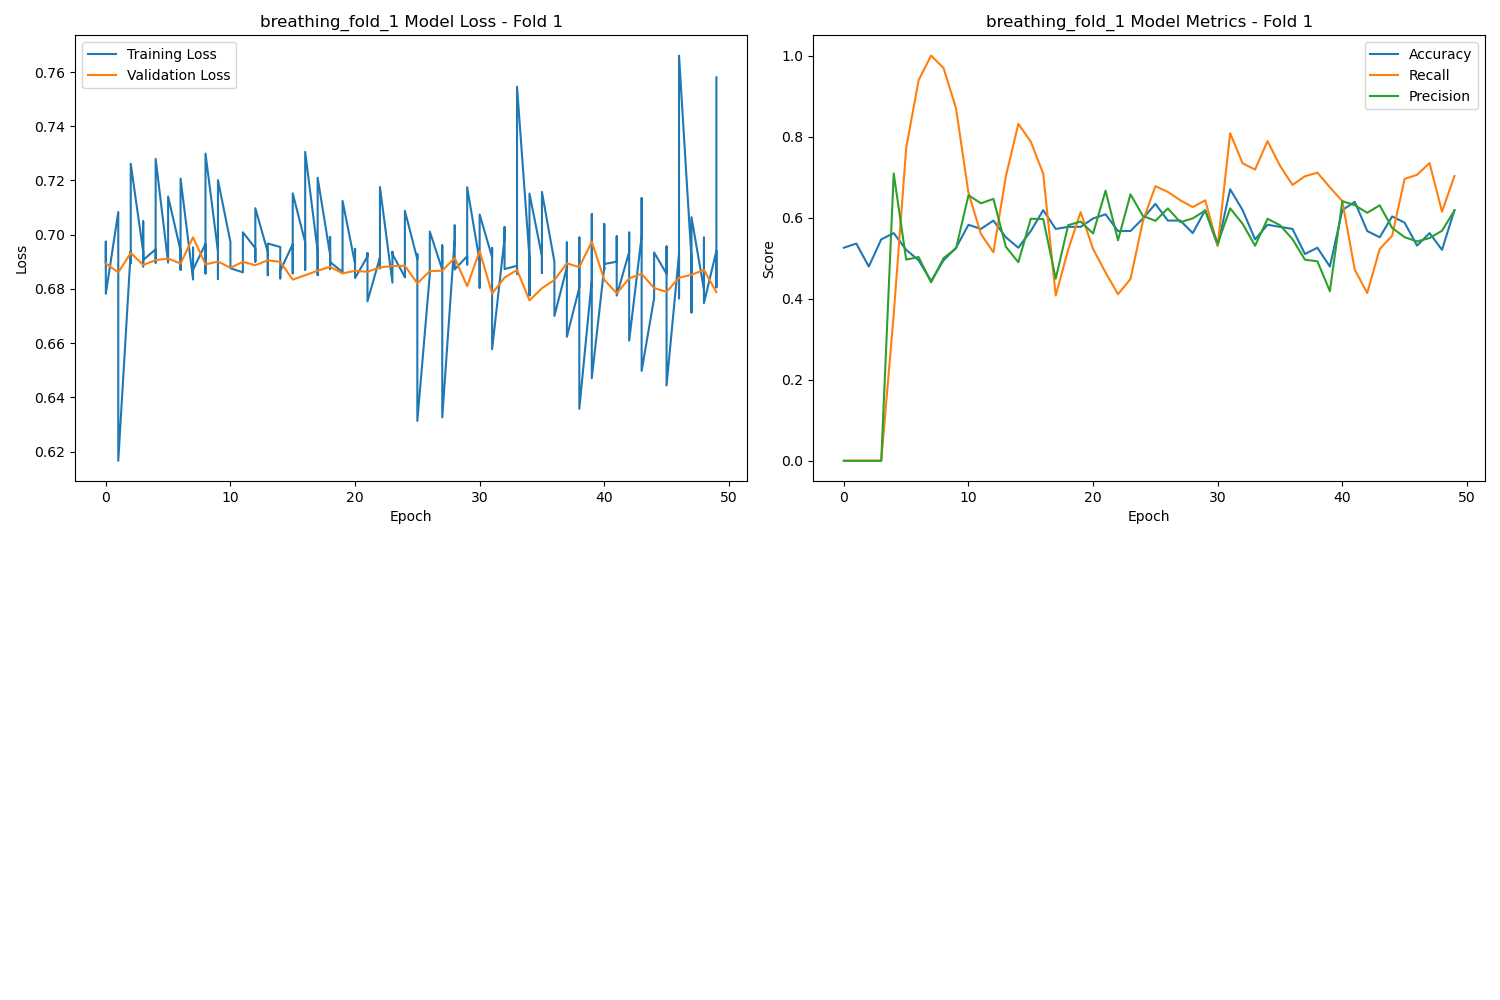 breathing_fold_1 Model Loss - Fold 1
Training Loss
Validation Loss
0.76
0.74
0.72
0.70
0.68
0.66
0.64
0.62
Loss
0 10 20 30 40 50
Epoch
breathing_fold_1 Model Metrics - Fold 1
Accuracy
Recall
Precision
1.0
0.8
0.6
0.4
0.2
0.0
Score
0 10 20 30 40 50
Epoch